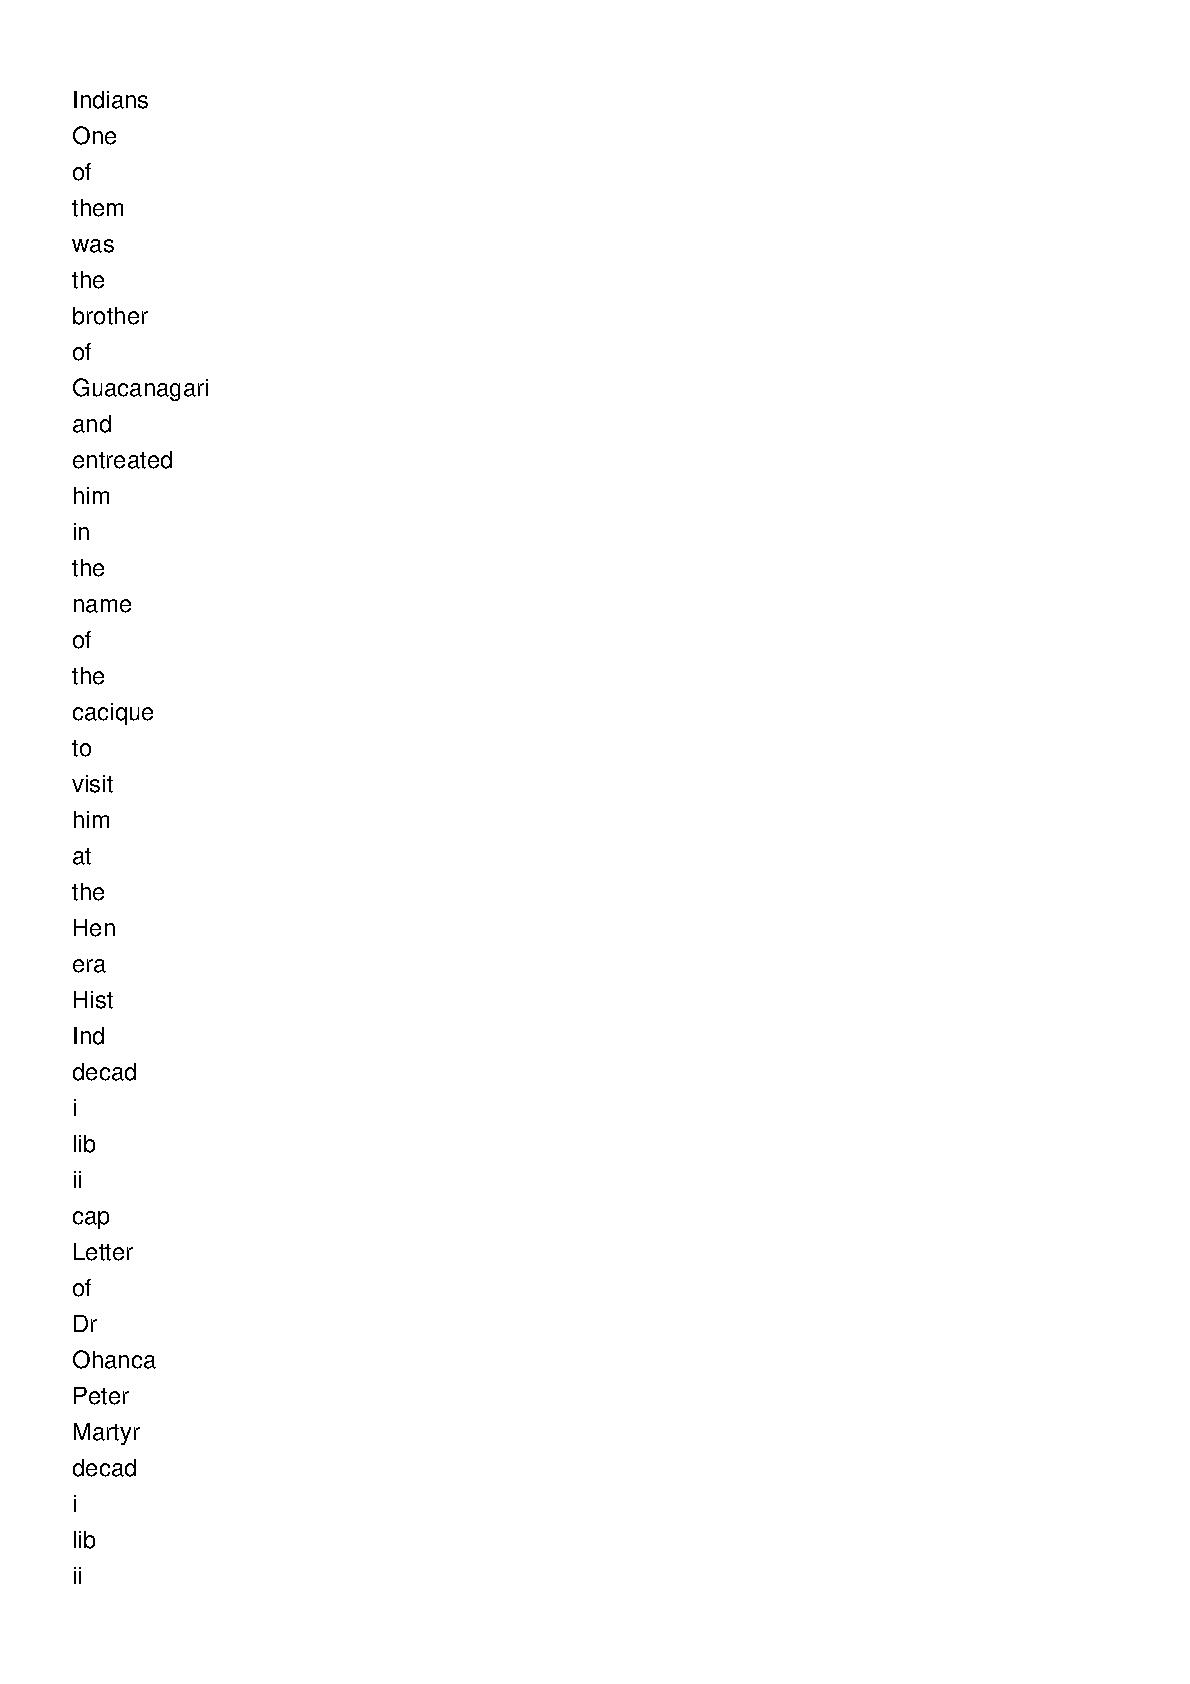 Indians
One
of
them
was
the
brother
of
Guacanagari
and
entreated
him
in
the
name
of
the
cacique
to
visit
him
at
the
Hen
era
Hist
Ind
decad
i
lib
ii
cap
Letter
of
Dr
Ohanca
Peter
Martyr
decad
i
lib
ii